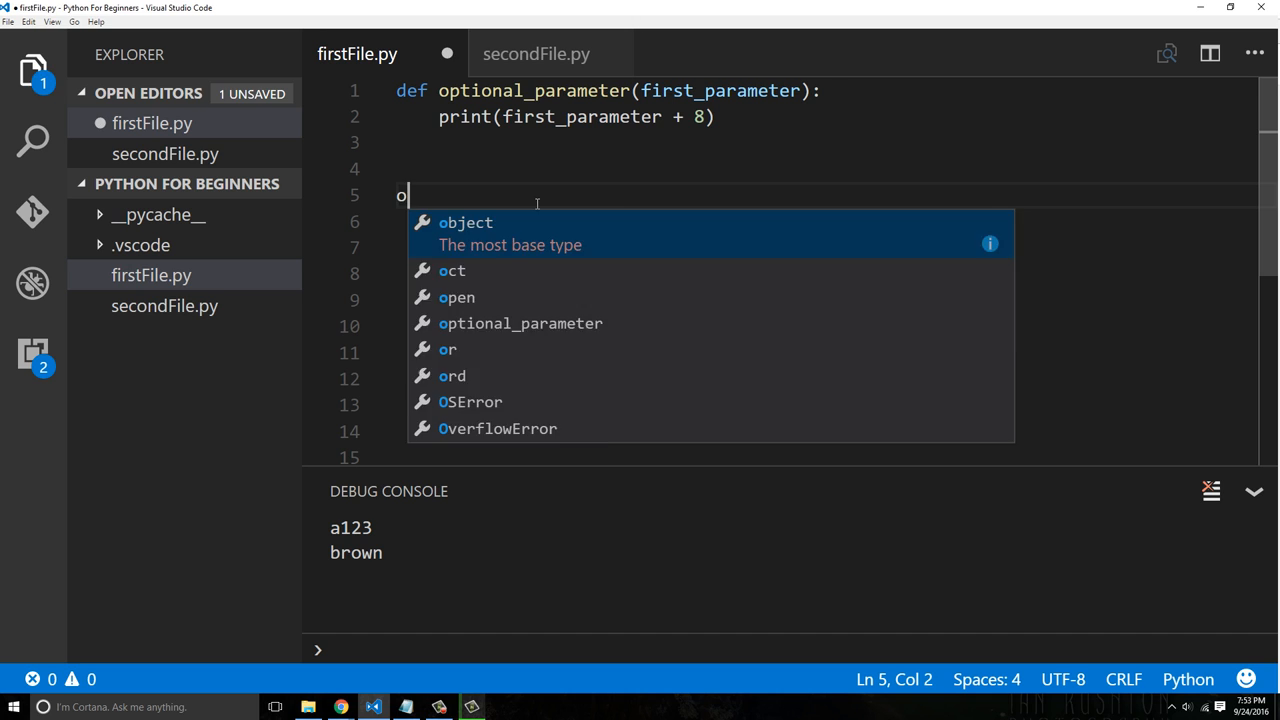 ● firstFile.py - Python For Beginners - Visual Studio Code
File Edit View Go Help
EXPLORER
firstFile.py
secondFile.py
OPEN EDITORS 1 UNSAVED
firstFile.py
secondFile.py
PYTHON FOR BEGINNERS
__pycache__
.vscode
firstFile.py
secondFile.py
1
2
1 def optional_parameter(first_parameter):
2 print(first_parameter + 8)
3
4
5 o
6
7
8
9
10
11
12
13
14
15
object
The most base type
oct
open
optional_parameter
or
ord
OSError
OverflowError
DEBUG CONSOLE
a123
brown
0 0 Ln 5, Col 2 Spaces: 4 UTF-8 CRLF Python
I'm Cortana. Ask me anything.
7:53 PM
9/24/2016